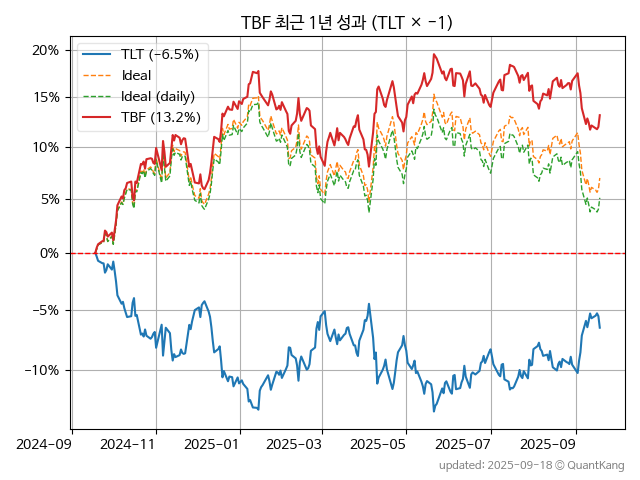 TBF 최근 1년 성과 (TLT × −1)
TLT (−6.5%)
Ideal
Ideal (daily)
TBF (13.2%)
20%
15%
10%
5%
0%
−5%
−10%
2024-09
2024-11
2025-01
2025-03
2025-05
2025-07
2025-09
updated: 2025-09-18 © QuantKang